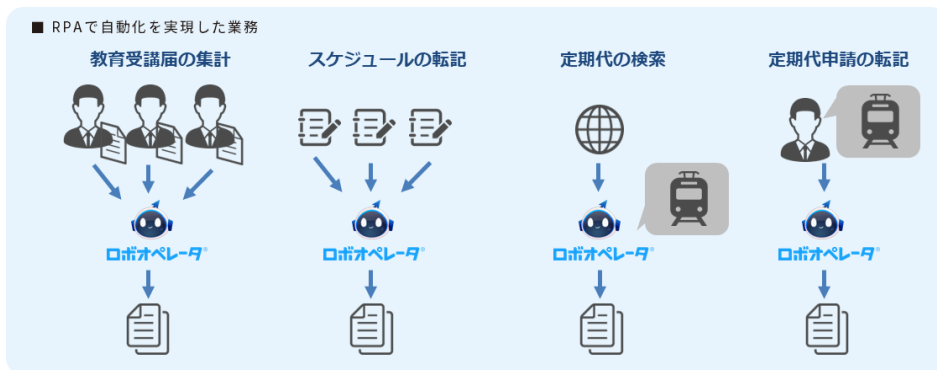 ■ RPAで自動化を実現した業務
教育受講届の集計
スケジュールの転記
定期代の検索
定期代申請の転記
ロボオペレータ®
ロボオペレータ®
ロボオペレータ®
ロボオペレータ®